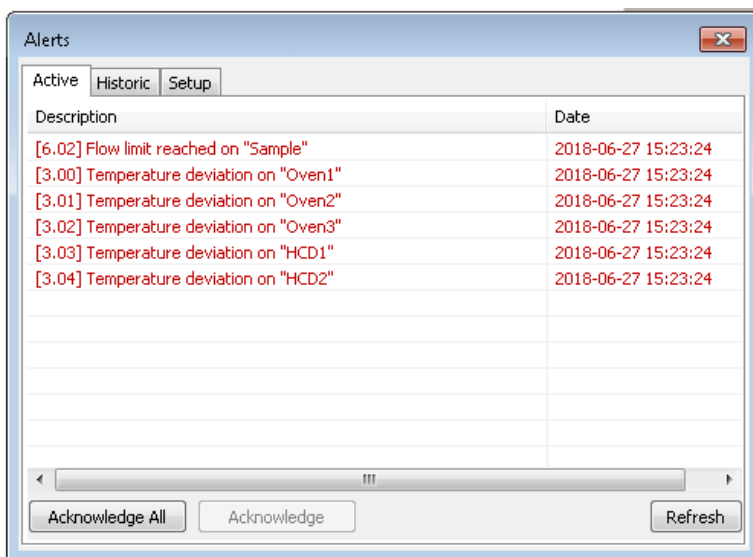 Alerts
Active Historic Setup
Description Date
[6.02] Flow limit reached on "Sample" 2018-06-27 15:23:24
[3.00] Temperature deviation on "Oven1" 2018-06-27 15:23:24
[3.01] Temperature deviation on "Oven2" 2018-06-27 15:23:24
[3.02] Temperature deviation on "Oven3" 2018-06-27 15:23:24
[3.03] Temperature deviation on "HCD1" 2018-06-27 15:23:24
[3.04] Temperature deviation on "HCD2" 2018-06-27 15:23:24
Acknowledge All Acknowledge Refresh